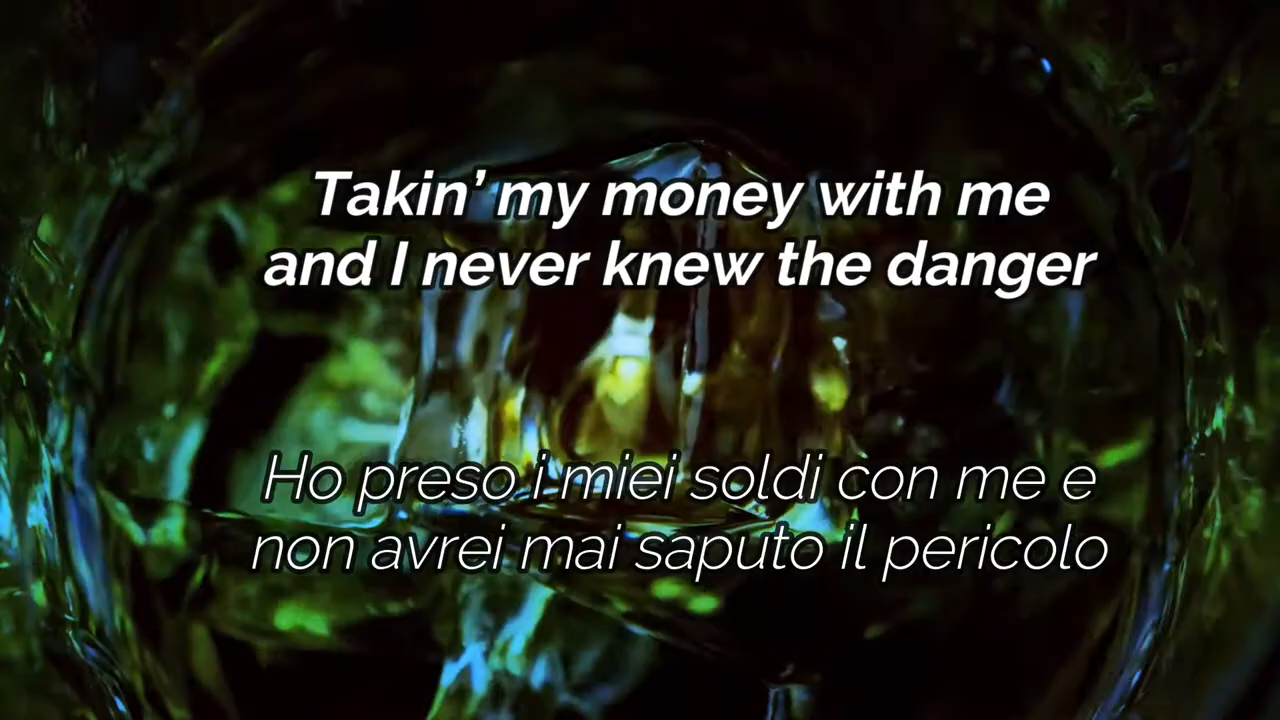 Takin’ my money with me
and I never knew the danger
Ho preso i miei soldi con me e
non avrei mai saputo il pericolo